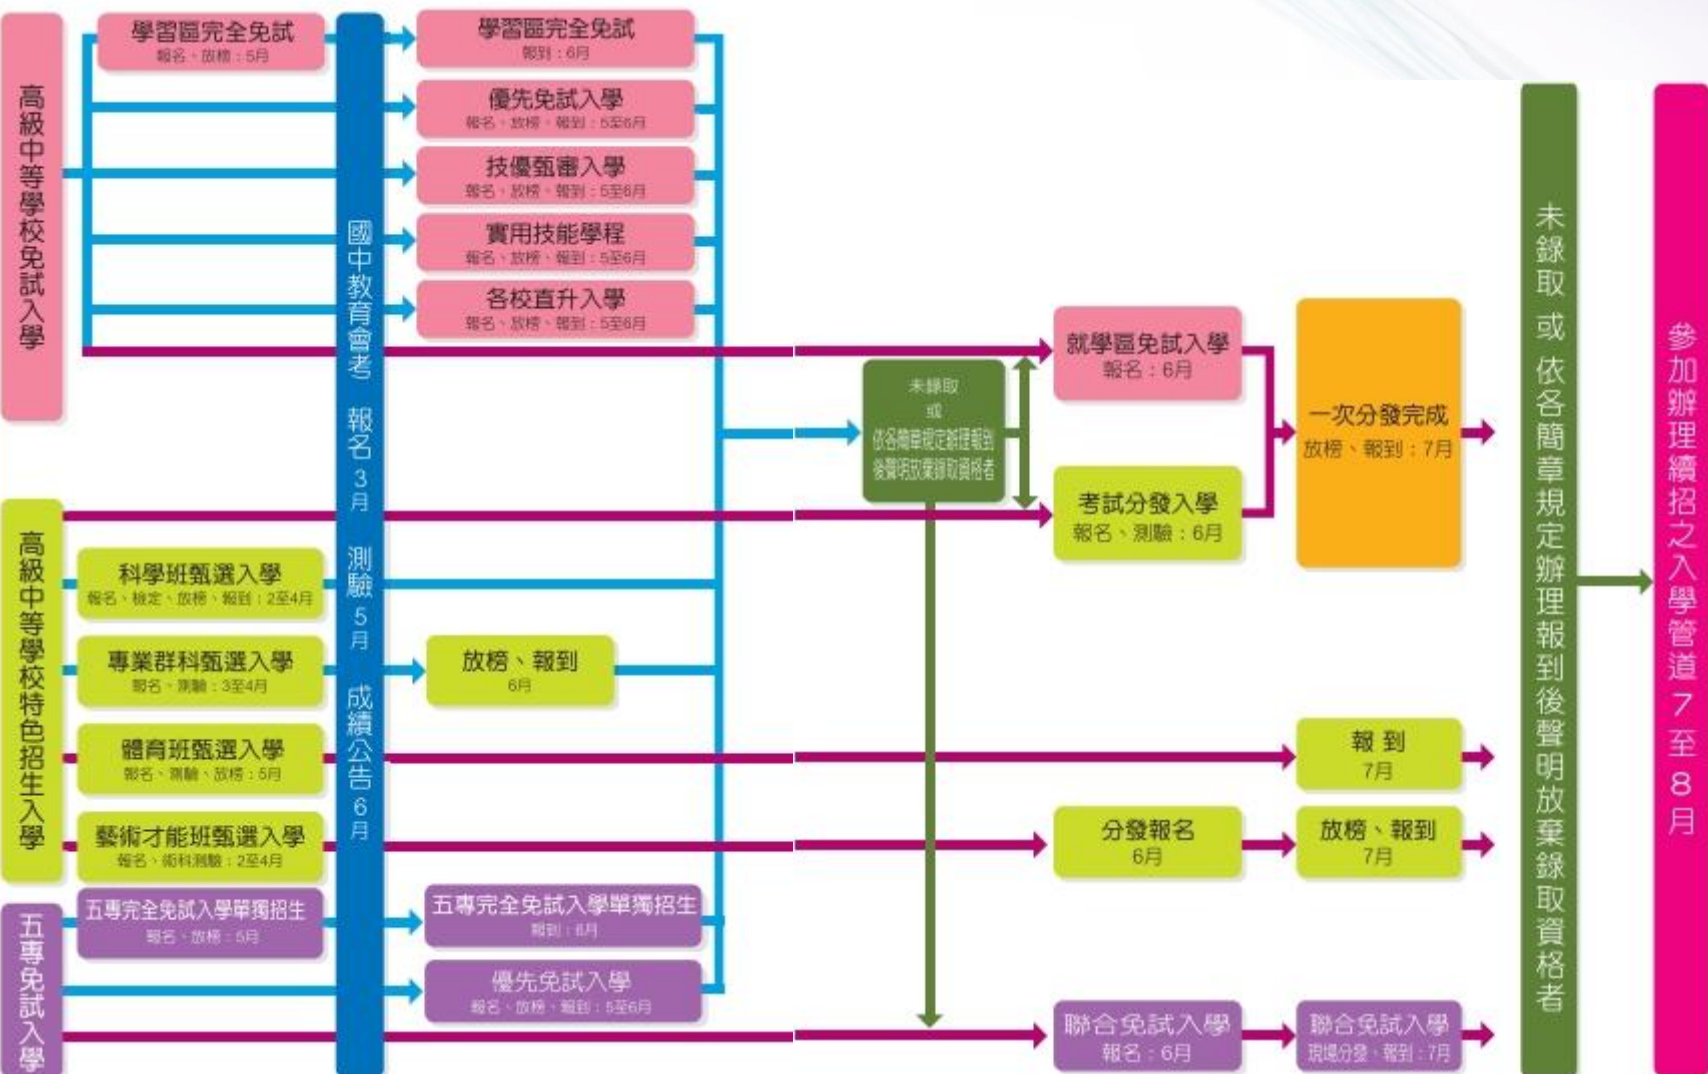 高級中等學校免試入學
學習區完全免試
報名、放榜：5月
國中教育會考 報名3月 測驗5月 成績公告6月
學習區完全免試
報到：6月
優先免試入學
報名、放榜、報到：5至6月
技優甄審入學
報名、放榜、報到：5至6月
實用技能學程
報名、放榜、報到：5至6月
各校直升入學
報名、放榜、報到：5至6月
未錄取
或
依各簡章規定辦理報到
後聲明放棄錄取資格者
就學區免試入學
報名：6月
考試分發入學
報名、測驗：6月
一次分發完成
放榜、報到：7月
高級中等學校特色招生入學
科學班甄選入學
報名、檢定、放榜、報到：2至4月
專業群科甄選入學
報名、測驗：3至4月
放榜、報到
6月
體育班甄選入學
報名、測驗、放榜：5月
報到
7月
藝術才能班甄選入學
報名、術科測驗：2至4月
分發報名
6月
放榜、報到
7月
五專免試入學
五專完全免試入學單獨招生
報名、放榜：5月
五專完全免試入學單獨招生
報到：6月
優先免試入學
報名、放榜、報到：5至6月
聯合免試入學
報名：6月
聯合免試入學
現場分發、報到：7月
未錄取 或 依各簡章規定辦理報到後聲明放棄錄取資格者
參加辦理續招之入學管道7至8月